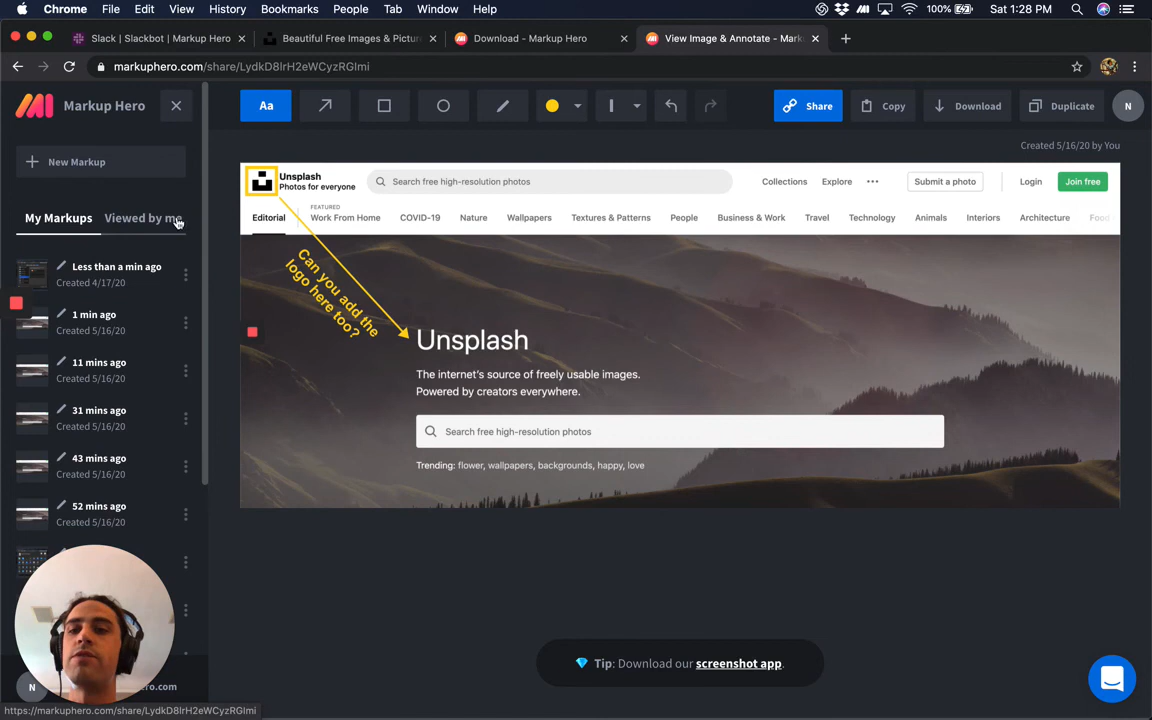 Chrome File Edit View History Bookmarks People Tab Window Help
100% Sat 1:28 PM
Slack | Slackbot | Markup Hero
Beautiful Free Images & Pictur
Download - Markup Hero
View Image & Annotate - Mark
markuphero.com/share/LydkD8IrH2eWCyzRGImi
Markup Hero
Aa
Share
Copy
Download
Duplicate
N
Created 5/16/20 by You
New Markup
My Markups
Viewed by me
Less than a min ago
Created 4/17/20
1 min ago
Created 5/16/20
11 mins ago
Created 5/16/20
31 mins ago
Created 5/16/20
43 mins ago
Created 5/16/20
52 mins ago
Created 5/16/20
N
hero.com
https://markuphero.com/share/LydkD8IrH2eWCyzRGImi
Unsplash
Photos for everyone
Search free high-resolution photos
Collections
Explore
Submit a photo
Login
Join free
FEATURED
Editorial
Work From Home
COVID-19
Nature
Wallpapers
Textures & Patterns
People
Business & Work
Travel
Technology
Animals
Interiors
Architecture
Food
Can you add the
logo here too?
Unsplash
The internet's source of freely usable images.
Powered by creators everywhere.
Search free high-resolution photos
Trending: flower, wallpapers, backgrounds, happy, love
Tip: Download our screenshot app.